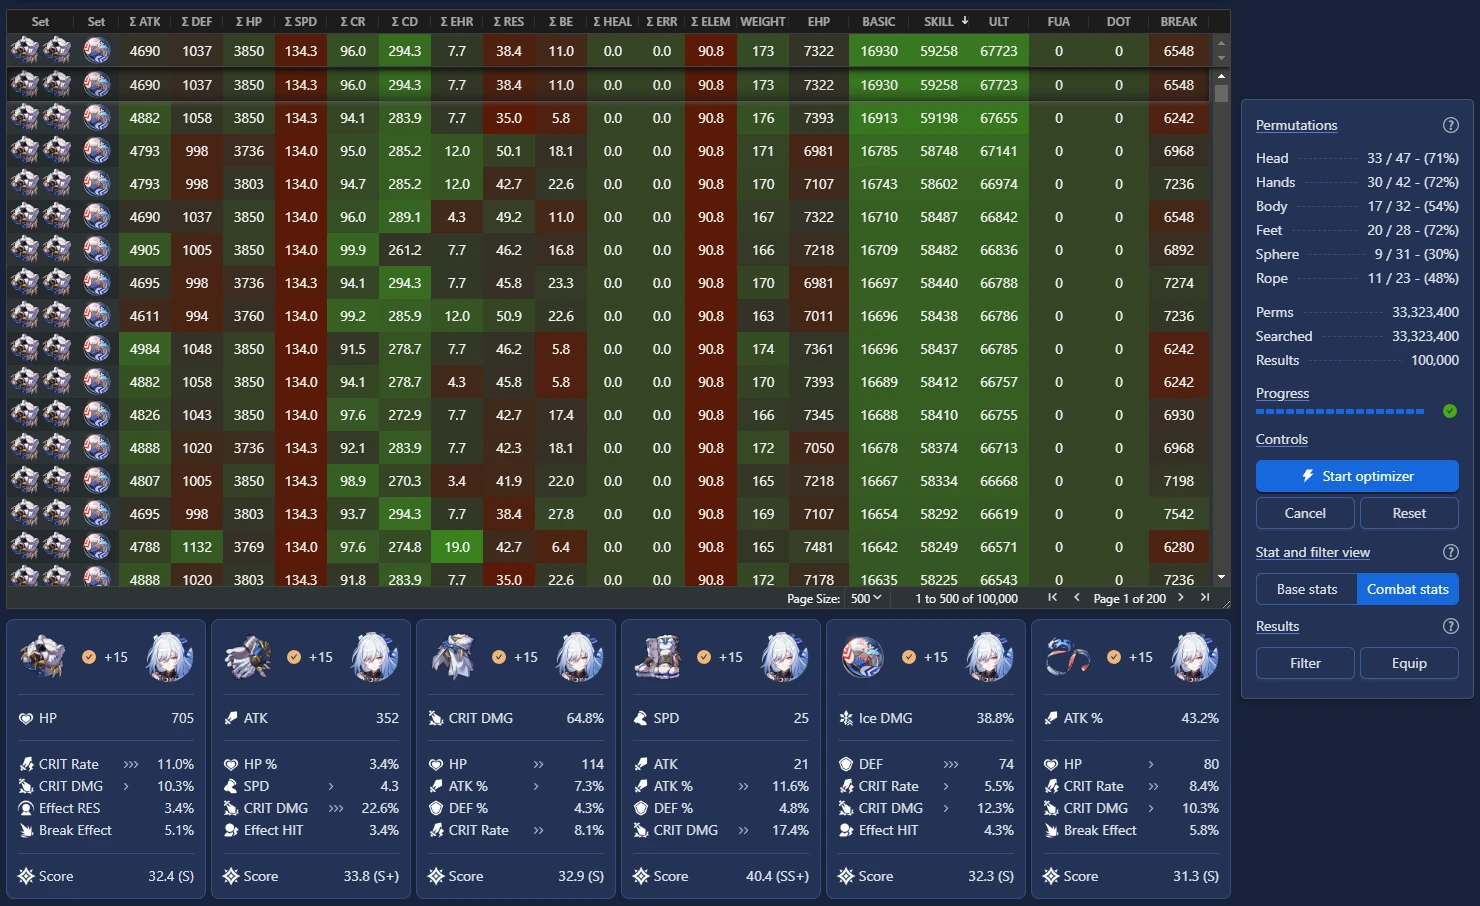 Set Set Σ ATK Σ DEF Σ HP Σ SPD Σ CR Σ CD Σ EHR Σ RES Σ BE Σ HEAL Σ ERR Σ ELEM WEIGHT EHP BASIC SKILL ↓ ULT FUA DOT BREAK
4690 1037 3850 134.3 96.0 294.3 7.7 38.4 11.0 0.0 0.0 90.8 173 7322 16930 59258 67723 0 0 6548
4690 1037 3850 134.3 96.0 294.3 7.7 38.4 11.0 0.0 0.0 90.8 173 7322 16930 59258 67723 0 0 6548
4882 1058 3850 134.3 94.1 283.9 7.7 35.0 5.8 0.0 0.0 90.8 176 7393 16913 59198 67655 0 0 6242
4793 998 3736 134.0 95.0 285.2 12.0 50.1 18.1 0.0 0.0 90.8 171 6981 16785 58748 67141 0 0 6968
4793 998 3803 134.0 94.7 285.2 12.0 42.7 22.6 0.0 0.0 90.8 170 7107 16743 58602 66974 0 0 7236
4690 1037 3850 134.0 96.0 289.1 4.3 49.2 11.0 0.0 0.0 90.8 167 7322 16710 58487 66842 0 0 6548
4905 1005 3850 134.0 99.9 261.2 7.7 46.2 16.8 0.0 0.0 90.8 166 7218 16709 58482 66836 0 0 6892
4695 998 3736 134.0 94.1 294.3 7.7 45.8 23.3 0.0 0.0 90.8 170 6981 16697 58440 66788 0 0 7274
4611 994 3760 134.0 99.2 285.9 12.0 50.9 22.6 0.0 0.0 90.8 163 7011 16696 58438 66786 0 0 7236
4984 1048 3850 134.0 91.5 278.7 7.7 46.2 5.8 0.0 0.0 90.8 174 7361 16696 58437 66785 0 0 6242
4882 1058 3850 134.0 94.1 278.7 4.3 45.8 5.8 0.0 0.0 90.8 170 7393 16689 58412 66757 0 0 6242
4826 1043 3850 134.0 97.6 272.9 7.7 42.7 17.4 0.0 0.0 90.8 166 7345 16688 58410 66755 0 0 6930
4888 1020 3736 134.0 92.1 283.9 7.7 42.3 18.1 0.0 0.0 90.8 172 7050 16678 58374 66713 0 0 6968
4807 1005 3850 134.0 98.9 270.3 3.4 41.9 22.0 0.0 0.0 90.8 165 7218 16667 58334 66668 0 0 7198
4695 998 3803 134.0 93.7 294.3 7.7 38.4 27.8 0.0 0.0 90.8 169 7107 16654 58292 66619 0 0 7542
4788 1132 3769 134.0 97.6 274.8 19.0 42.7 6.4 0.0 0.0 90.8 165 7481 16642 58249 66571 0 0 6280
4888 1020 3803 134.3 91.8 283.9 7.7 35.0 22.6 0.0 0.0 90.8 172 7178 16635 58225 66543 0 0 7236
Page Size: 500 1 to 500 of 100,000 Page 1 of 200
Permutations
Head 33 / 47 - (71%)
Hands 30 / 42 - (72%)
Body 17 / 32 - (54%)
Feet 20 / 28 - (72%)
Sphere 9 / 31 - (30%)
Rope 11 / 23 - (48%)
Perms 33,323,400
Searched 33,323,400
Results 100,000
Progress
Controls
Start optimizer
Cancel Reset
Stat and filter view
Base stats Combat stats
Results
Filter Equip
+15
HP 705
CRIT Rate 11.0%
CRIT DMG 10.3%
Effect RES 3.4%
Break Effect 5.1%
Score 32.4 (S)
+15
ATK 352
HP % 3.4%
SPD 4.3
CRIT DMG 22.6%
Effect HIT 3.4%
Score 33.8 (S+)
+15
CRIT DMG 64.8%
HP 114
ATK % 7.3%
DEF % 4.3%
CRIT Rate 8.1%
Score 32.9 (S)
+15
SPD 25
ATK 21
ATK % 11.6%
DEF % 4.8%
CRIT DMG 17.4%
Score 40.4 (SS+)
+15
Ice DMG 38.8%
DEF 74
CRIT Rate 5.5%
CRIT DMG 12.3%
Effect HIT 4.3%
Score 32.3 (S)
+15
ATK % 43.2%
HP 80
CRIT Rate 8.4%
CRIT DMG 10.3%
Break Effect 5.8%
Score 31.3 (S)